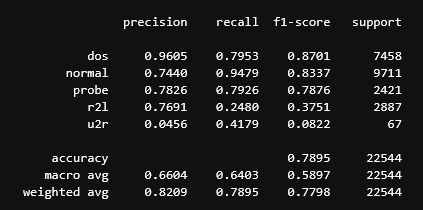 precision recall f1-score support
dos 0.9605 0.7953 0.8701 7458
normal 0.7440 0.9479 0.8337 9711
probe 0.7826 0.7926 0.7876 2421
r2l 0.7691 0.2480 0.3751 2887
u2r 0.0456 0.4179 0.0822 67
accuracy 0.7895 22544
macro avg 0.6604 0.6403 0.5897 22544
weighted avg 0.8209 0.7895 0.7798 22544